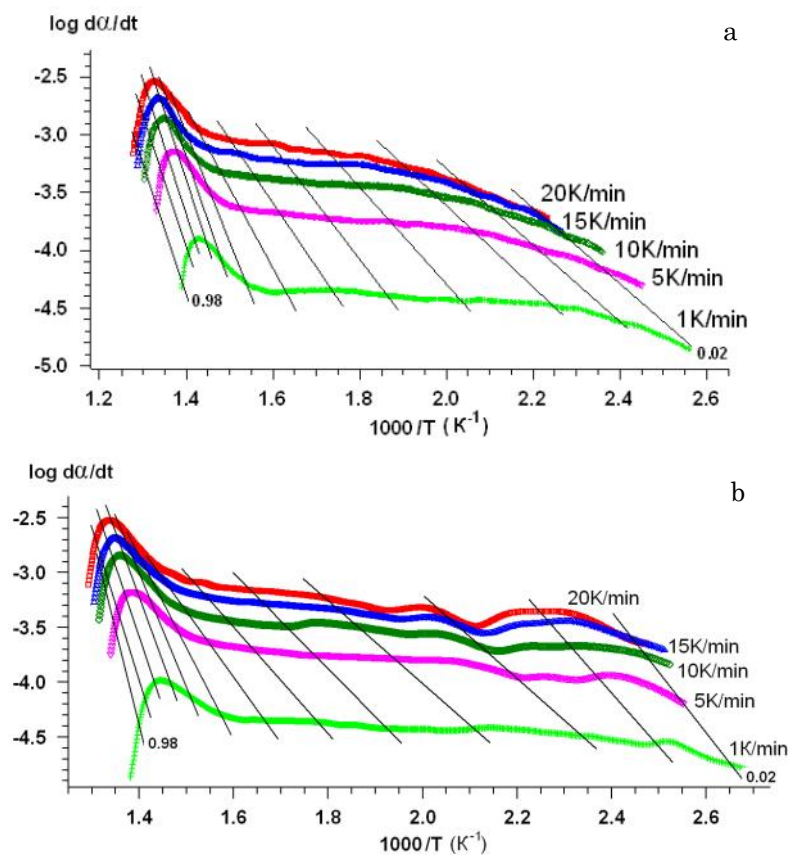 log dα/dt
a
-2.5
-3.0
-3.5
-4.0
-4.5
-5.0
20K/min
15K/min
10K/min
5K/min
1K/min
0.98
0.02
1.2 1.4 1.6 1.8 2.0 2.2 2.4 2.6
1000/T (K⁻¹)
log dα/dt
b
-2.5
-3.0
-3.5
-4.0
-4.5
20K/min
15K/min
10K/min
5K/min
1K/min
0.98
0.02
1.4 1.6 1.8 2.0 2.2 2.4 2.6
1000/T (K⁻¹)